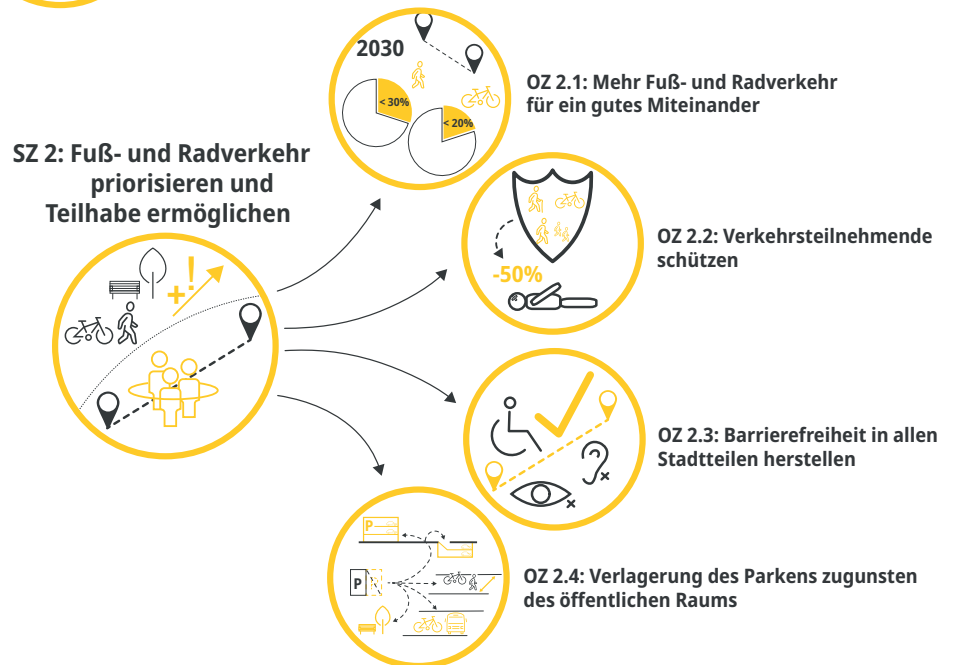 2030
< 30%
< 20%
OZ 2.1: Mehr Fuß- und Radverkehr
für ein gutes Miteinander
SZ 2: Fuß- und Radverkehr
priorisieren und
Teilhabe ermöglichen
+!
-50%
OZ 2.2: Verkehrsteilnehmende
schützen
OZ 2.3: Barrierefreiheit in allen
Stadtteilen herstellen
P
P
OZ 2.4: Verlagerung des Parkens zugunsten
des öffentlichen Raums